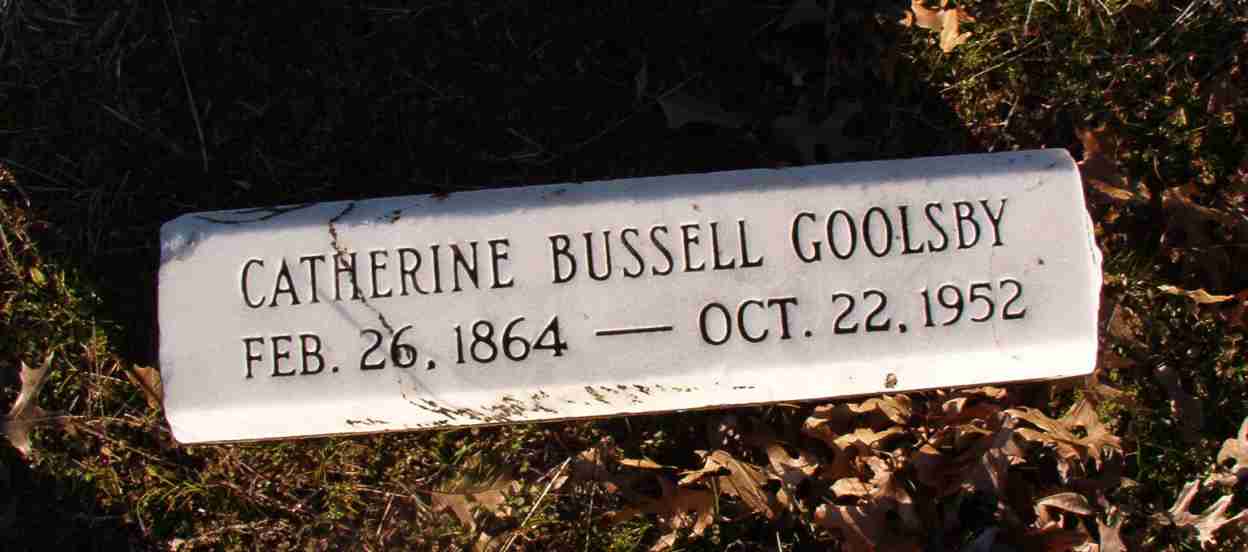 CATHERINE BUSSELL GOOLSBY
FEB. 26, 1864 — OCT. 22, 1952